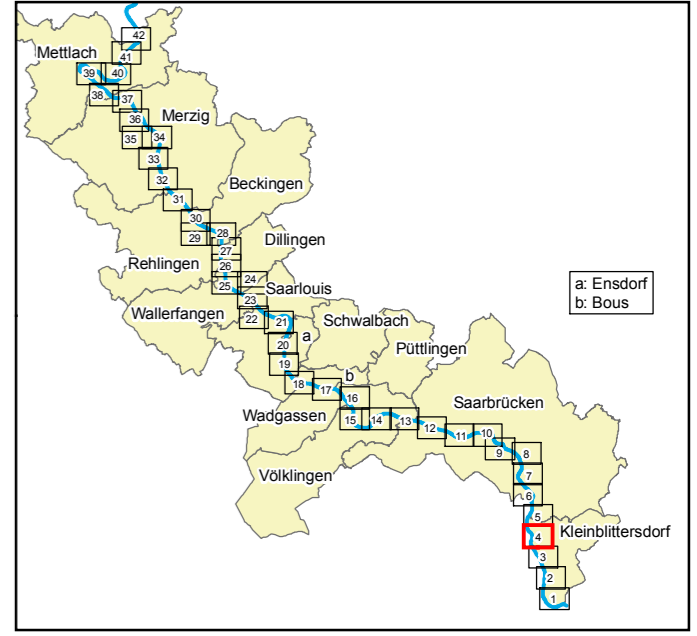 42
Mettlach
41
39
40
38
37
Merzig
36
35
34
33
32
Beckingen
31
30
29
28
Dillingen
27
Rehlingen
26
24
25
Saarlouis
23
a: Ensdorf
b: Bous
Wallerfangen
22
21
Schwalbach
a
20
Püttlingen
19
b
18
17
16
Saarbrücken
Wadgassen
15
14
13
12
11
10
9
8
Völklingen
7
6
5
Kleinblittersdorf
4
3
2
1